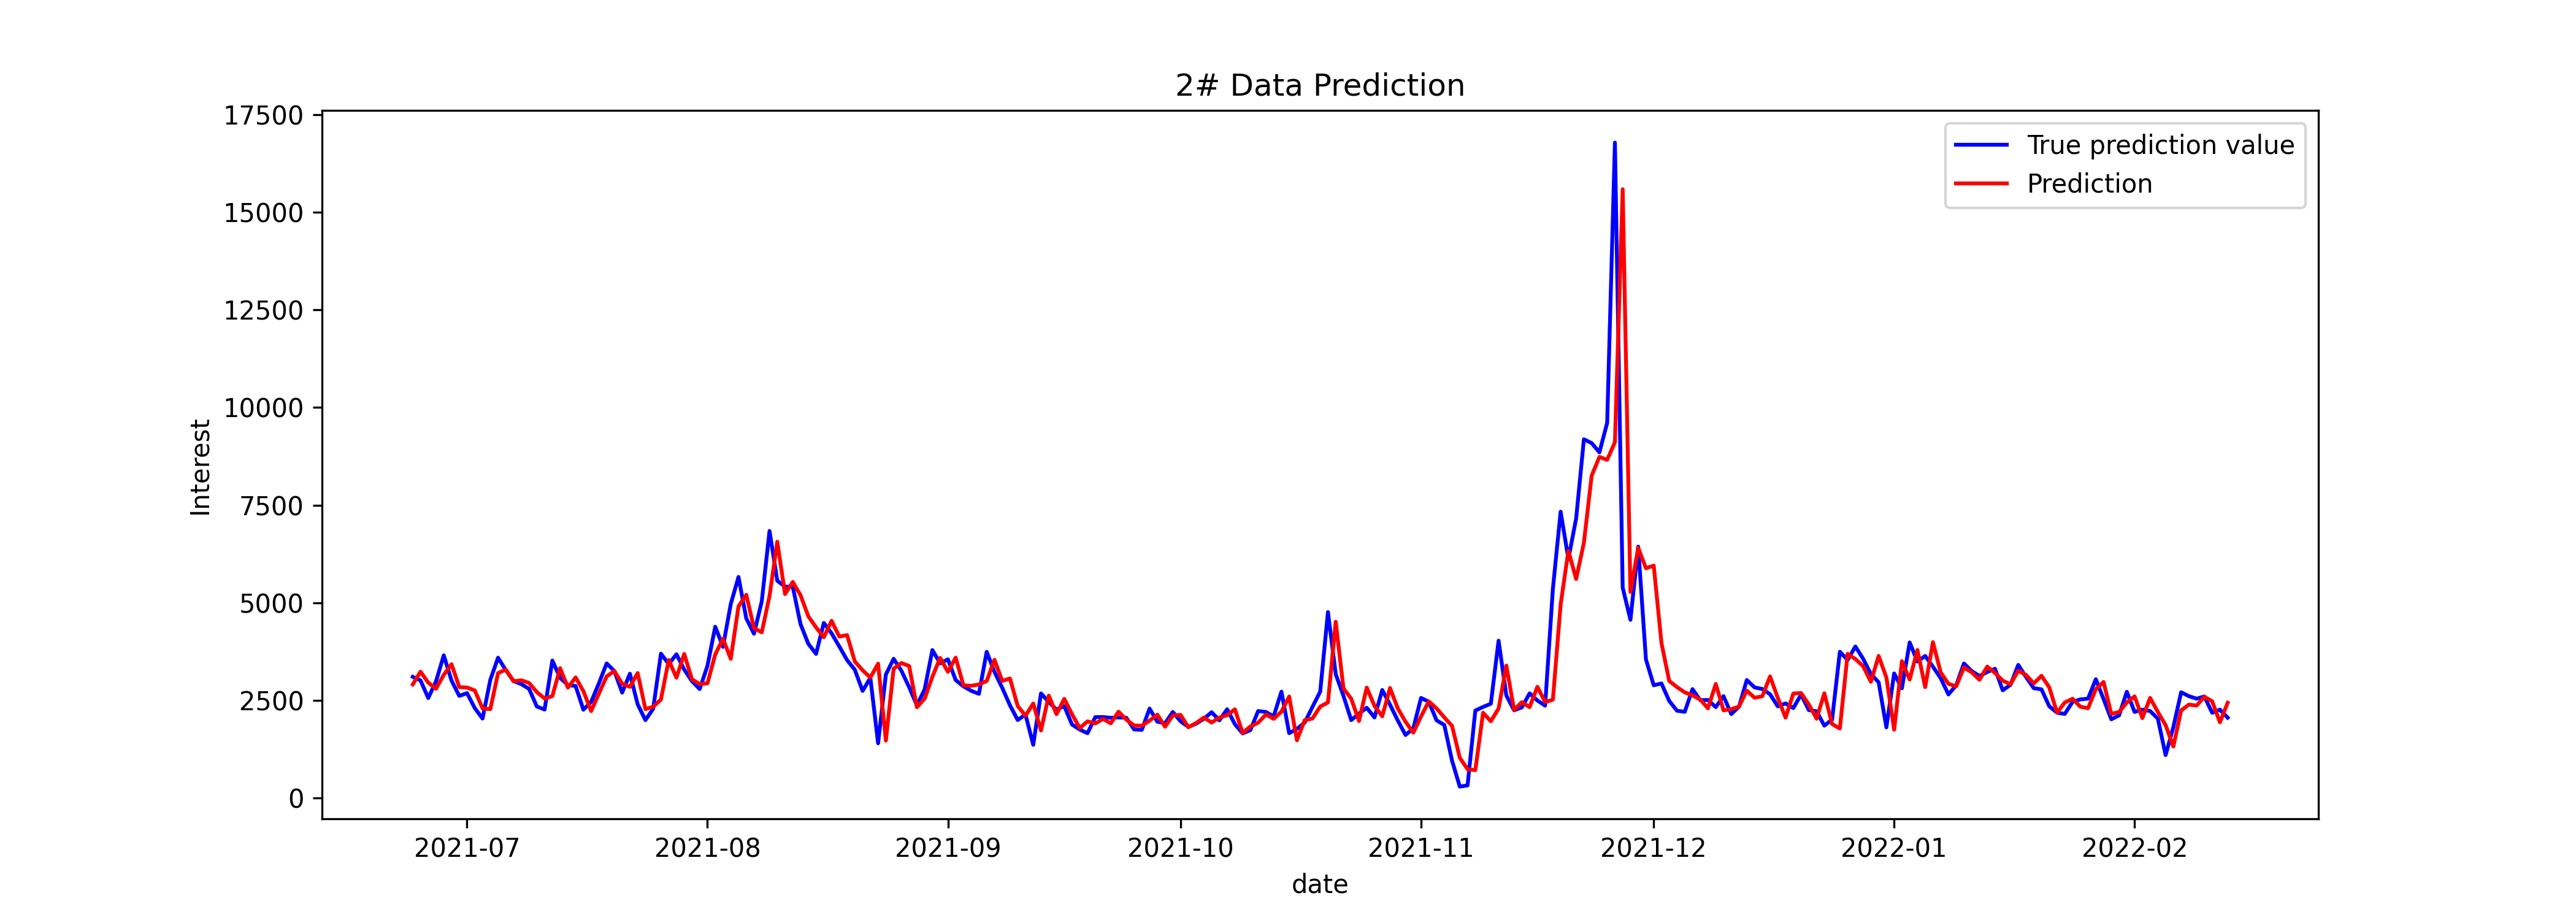 2# Data Prediction
17500
15000
12500
10000
7500
5000
2500
0
Interest
True prediction value
Prediction
2021-07 2021-08 2021-09 2021-10 2021-11 2021-12 2022-01 2022-02
date